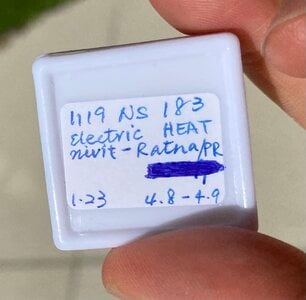 1119 NS 183
Electric HEAT
nivit-Ratna/PR
1.23 4.8-4.9